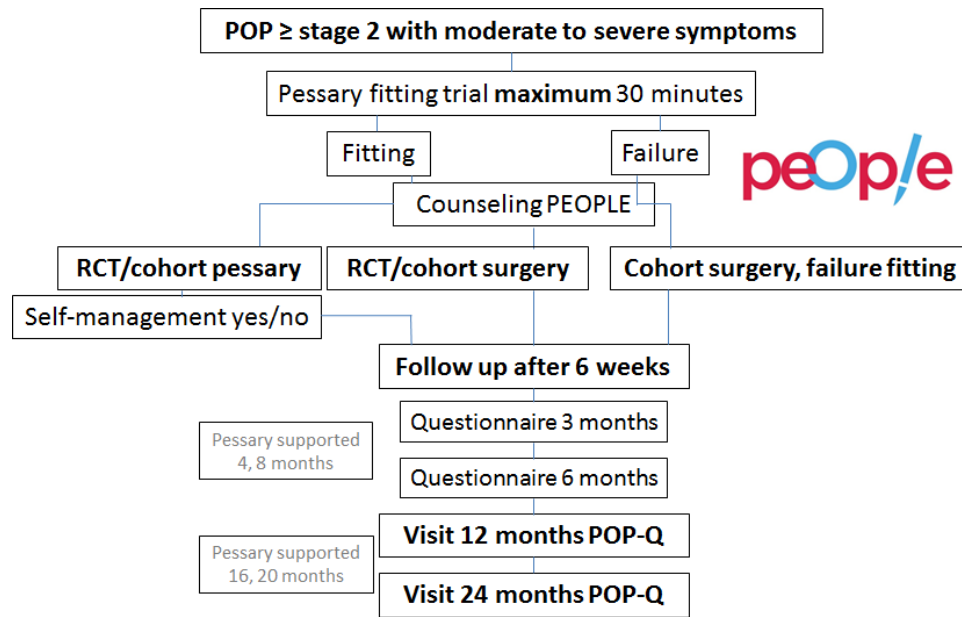 POP ≥ stage 2 with moderate to severe symptoms
Pessary fitting trial maximum 30 minutes
Fitting
Failure
people
Counseling PEOPLE
RCT/cohort pessary
RCT/cohort surgery
Cohort surgery, failure fitting
Self-management yes/no
Follow up after 6 weeks
Questionnaire 3 months
Pessary supported
4, 8 months
Questionnaire 6 months
Visit 12 months POP-Q
Pessary supported
16, 20 months
Visit 24 months POP-Q